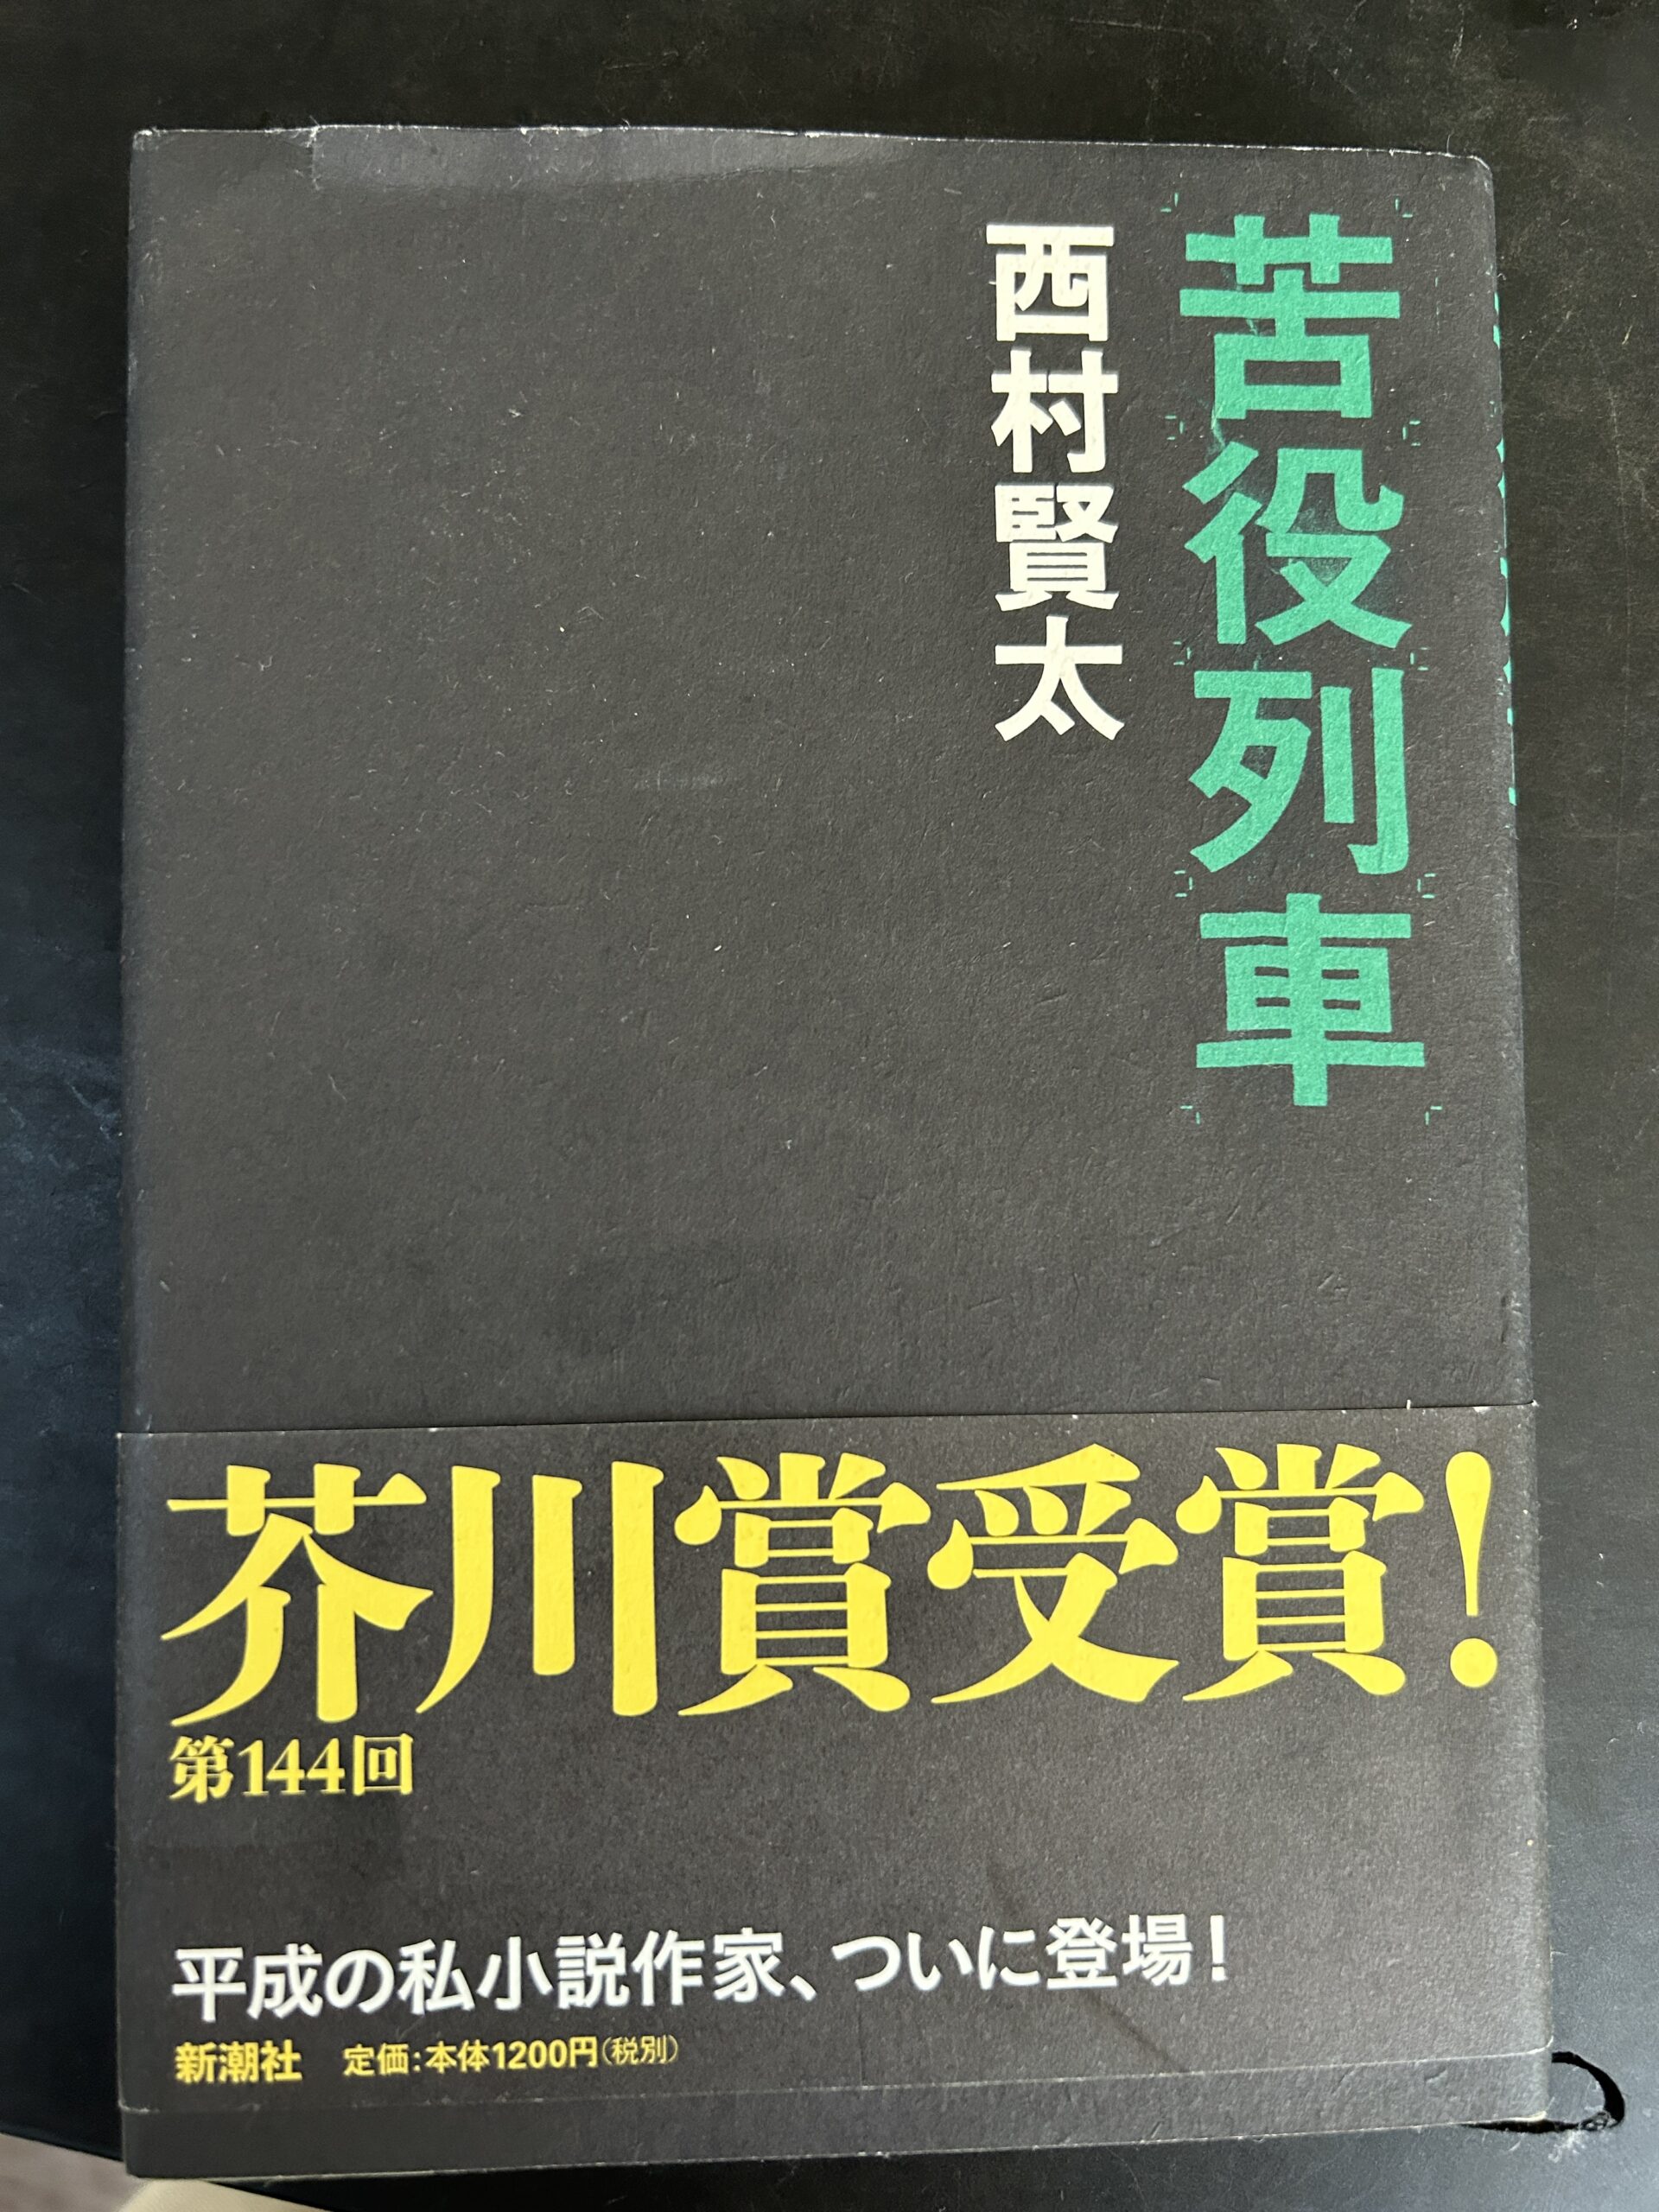 苦役列車
西村賢太
芥川賞受賞!
第144回
平成の私小説作家、ついに登場!
新潮社 定価:本体1200円(税別)